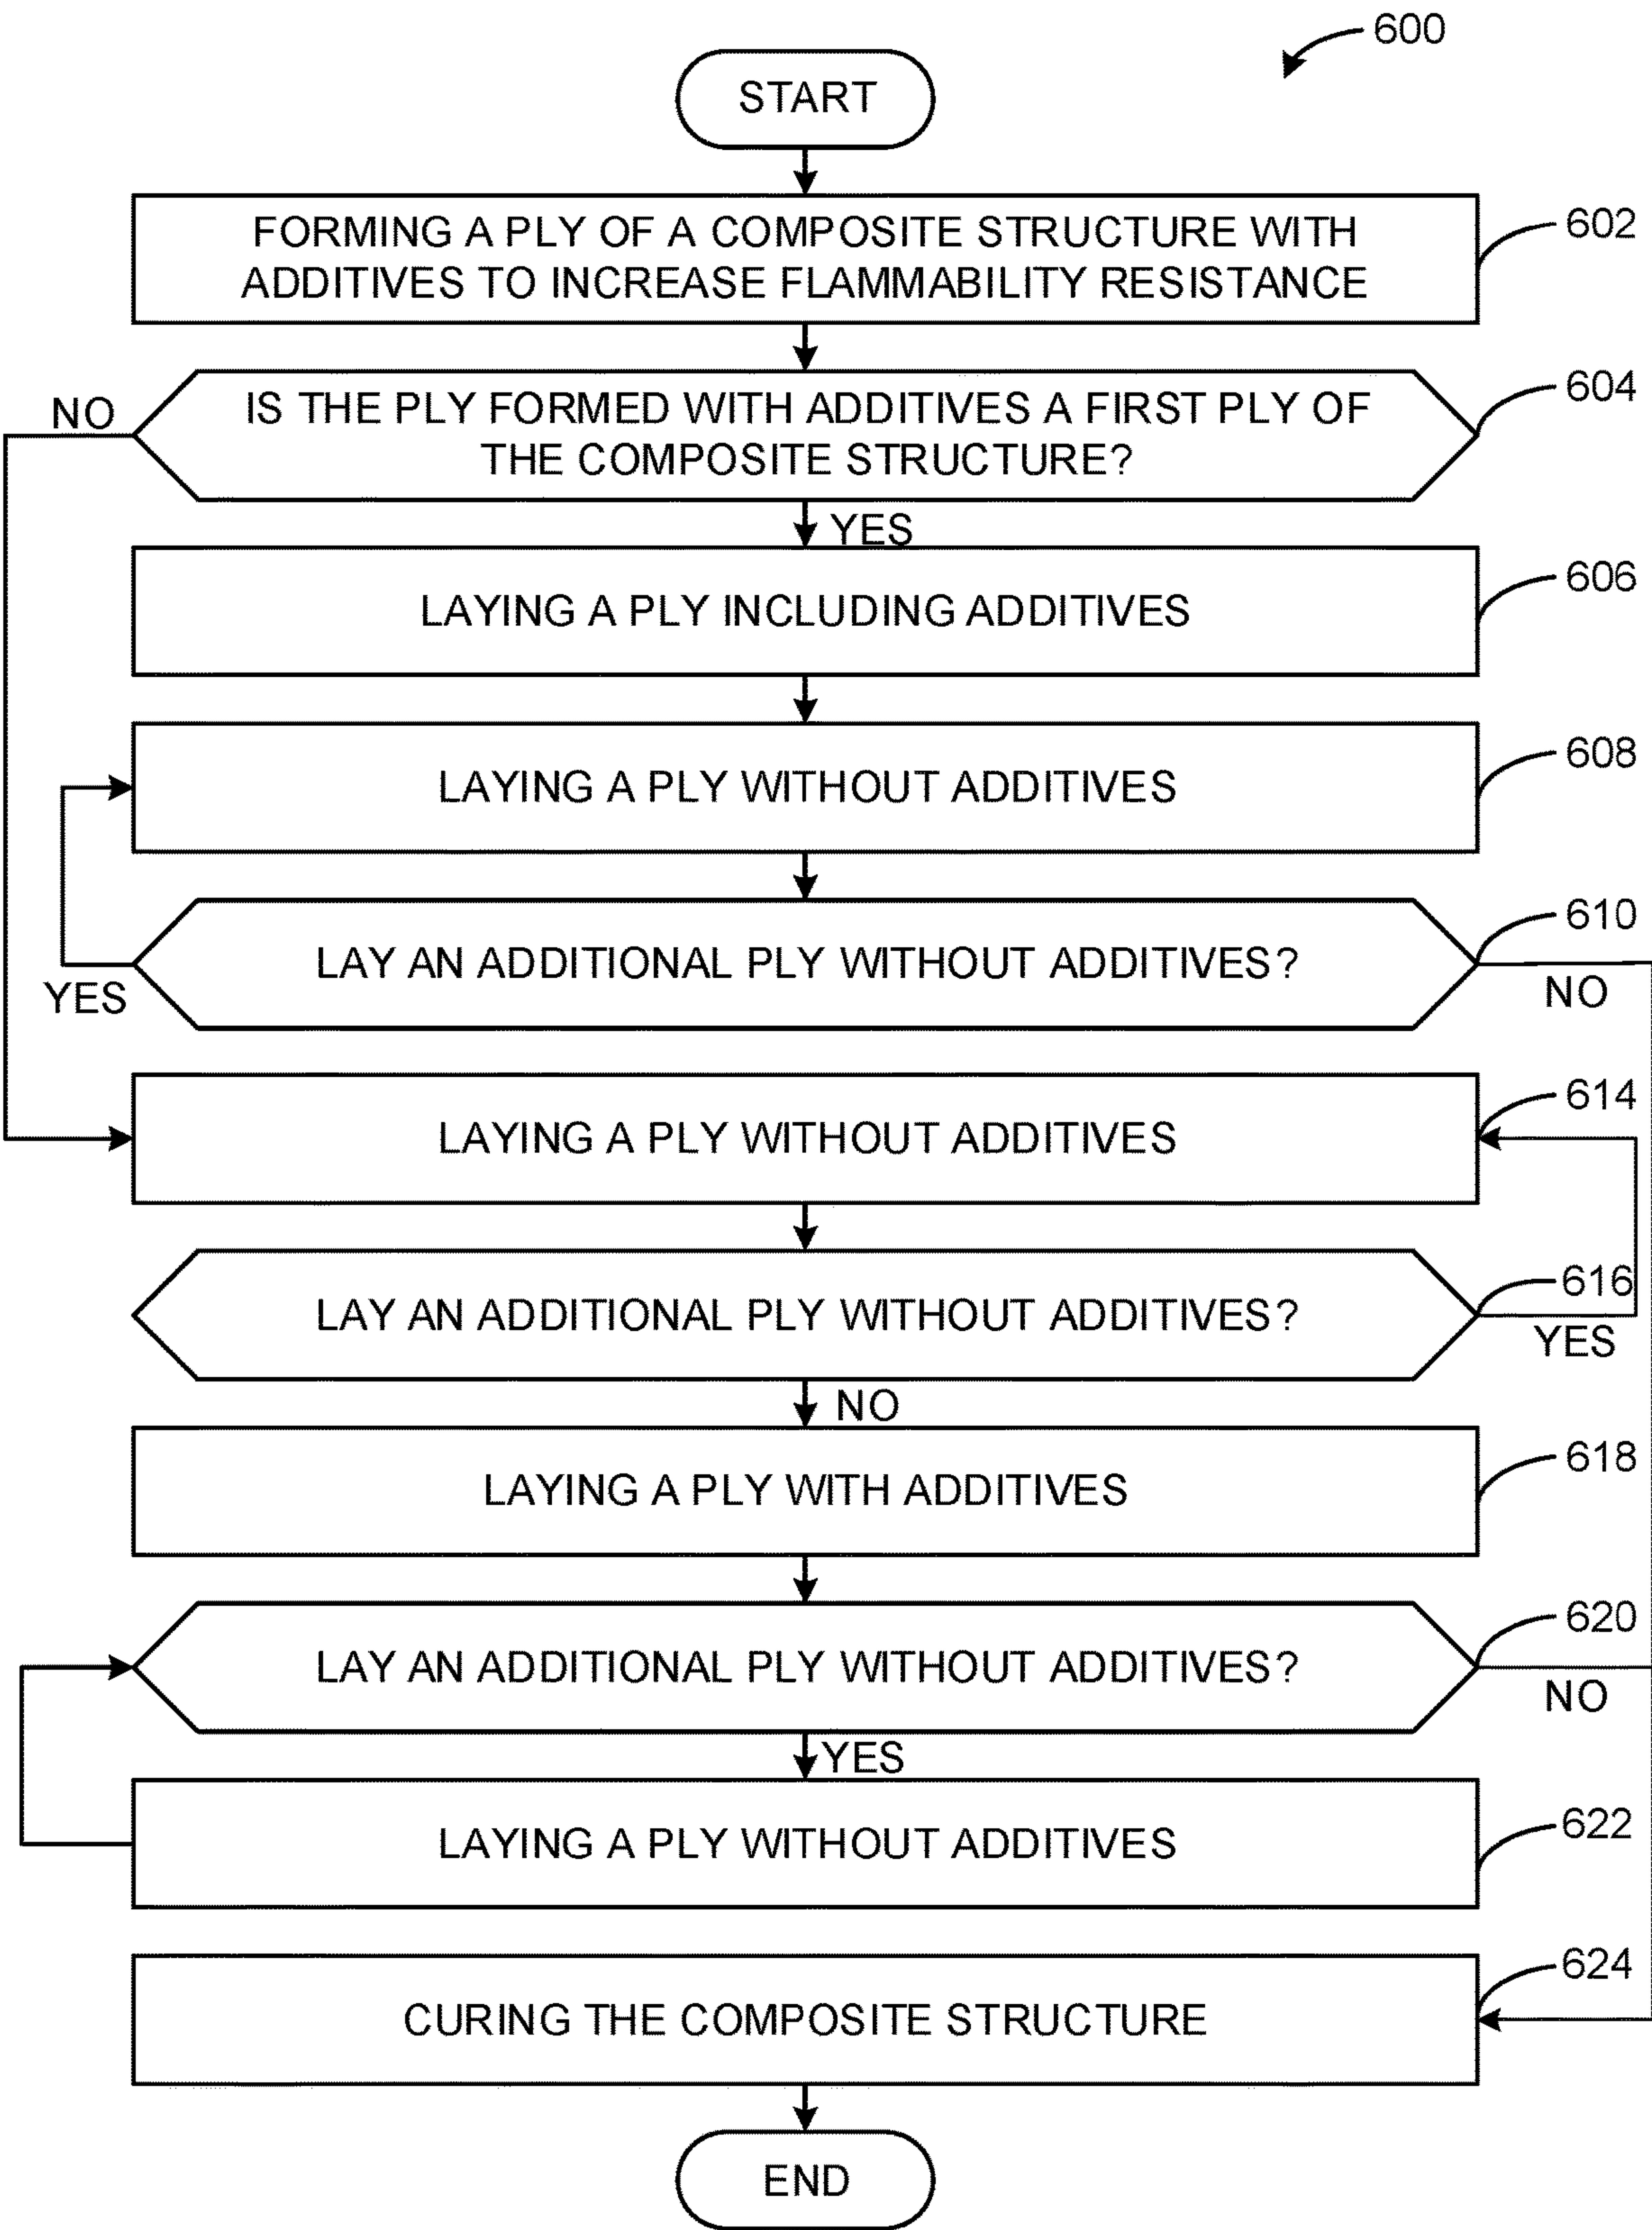 600
START
FORMING A PLY OF A COMPOSITE STRUCTURE WITH
ADDITIVES TO INCREASE FLAMMABILITY RESISTANCE
602
IS THE PLY FORMED WITH ADDITIVES A FIRST PLY OF
THE COMPOSITE STRUCTURE?
604
NO
YES
LAYING A PLY INCLUDING ADDITIVES
606
LAYING A PLY WITHOUT ADDITIVES
608
LAY AN ADDITIONAL PLY WITHOUT ADDITIVES?
610
YES
NO
LAYING A PLY WITHOUT ADDITIVES
614
LAY AN ADDITIONAL PLY WITHOUT ADDITIVES?
616
YES
NO
LAYING A PLY WITH ADDITIVES
618
LAY AN ADDITIONAL PLY WITHOUT ADDITIVES?
620
NO
YES
LAYING A PLY WITHOUT ADDITIVES
622
CURING THE COMPOSITE STRUCTURE
624
END